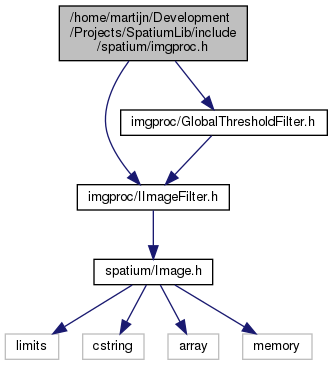 /home/martijn/Development
/Projects/SpatiumLib/include
/spatium/imgproc.h
imgproc/GlobalThresholdFilter.h
imgproc/IImageFilter.h
spatium/Image.h
limits
cstring
array
memory